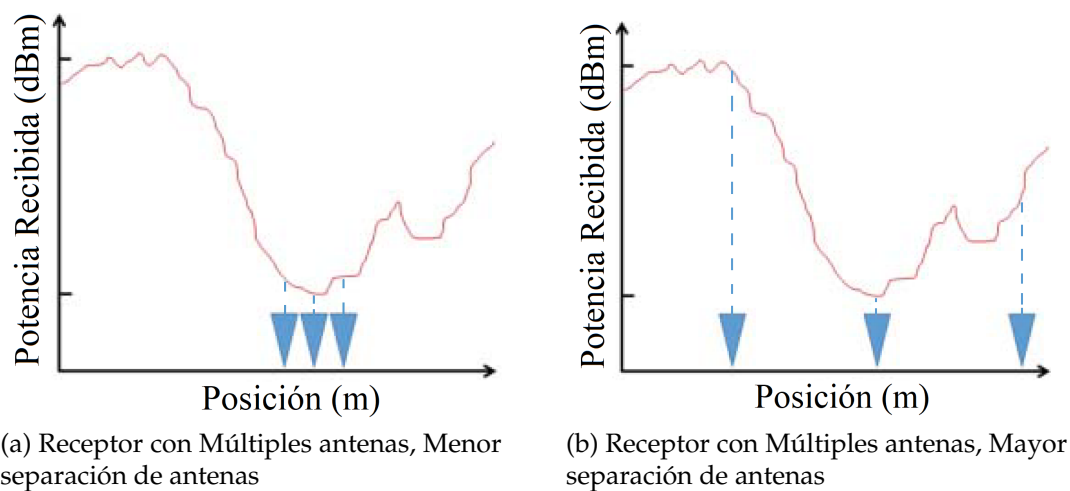 Potencia Recibida (dBm)
Posición (m)
(a) Receptor con Múltiples antenas, Menor
separación de antenas
Potencia Recibida (dBm)
Posición (m)
(b) Receptor con Múltiples antenas, Mayor
separación de antenas